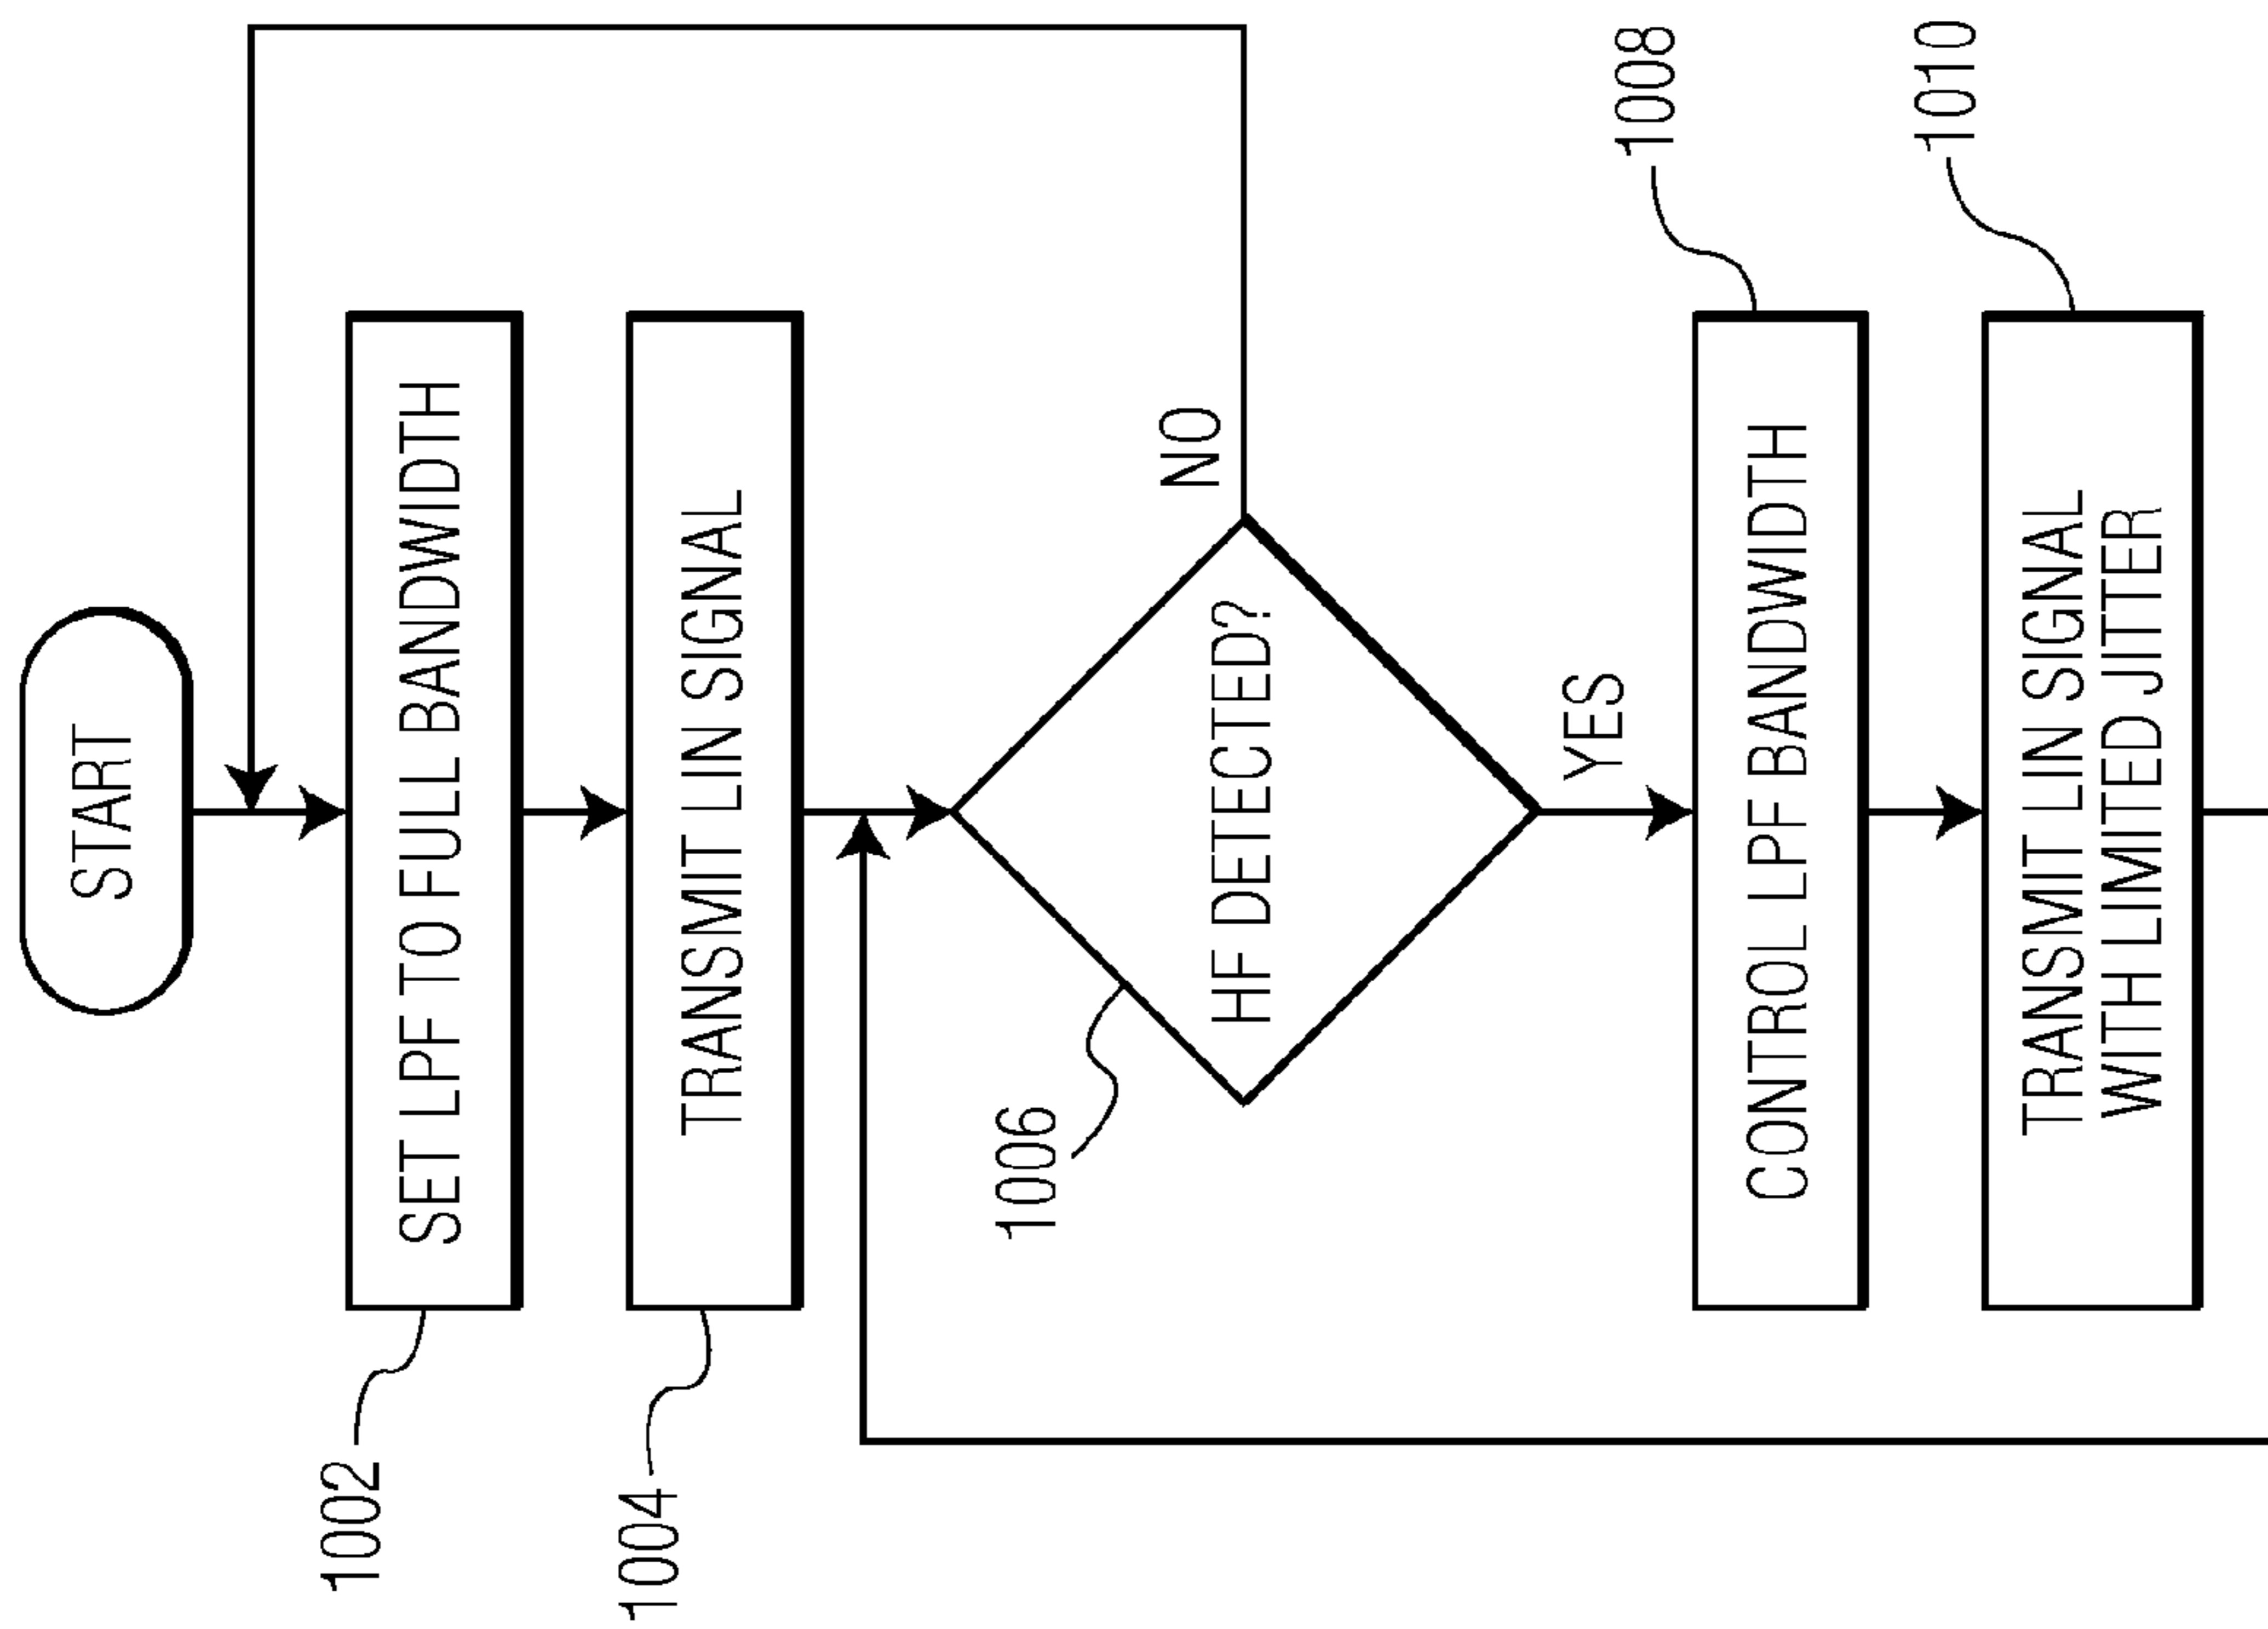 START
SET LPF TO FULL BANDWIDTH
1002
TRANSMIT LIN SIGNAL
1004
HF DETECTED?
1006
NO
YES
CONTROL LPF BANDWIDTH
1008
TRANSMIT LIN SIGNAL
WITH LIMITED JITTER
1010